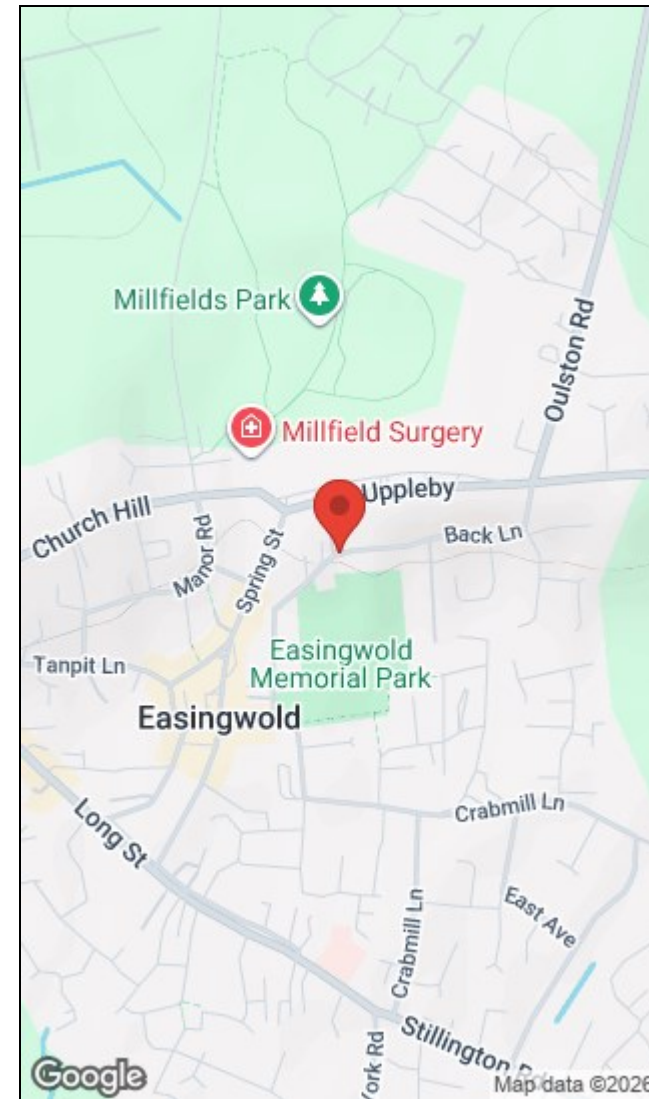 Millfields Park
Oulston Rd
Millfield Surgery
Uppleby
Church Hill
Back Ln
Manor Rd
Spring St
Easingwold
Memorial Park
Tanpit Ln
Easingwold
Long St
Crabmill Ln
East Ave
Crabmill Ln
Stillington Rd
York Rd
Google
Map data ©2026